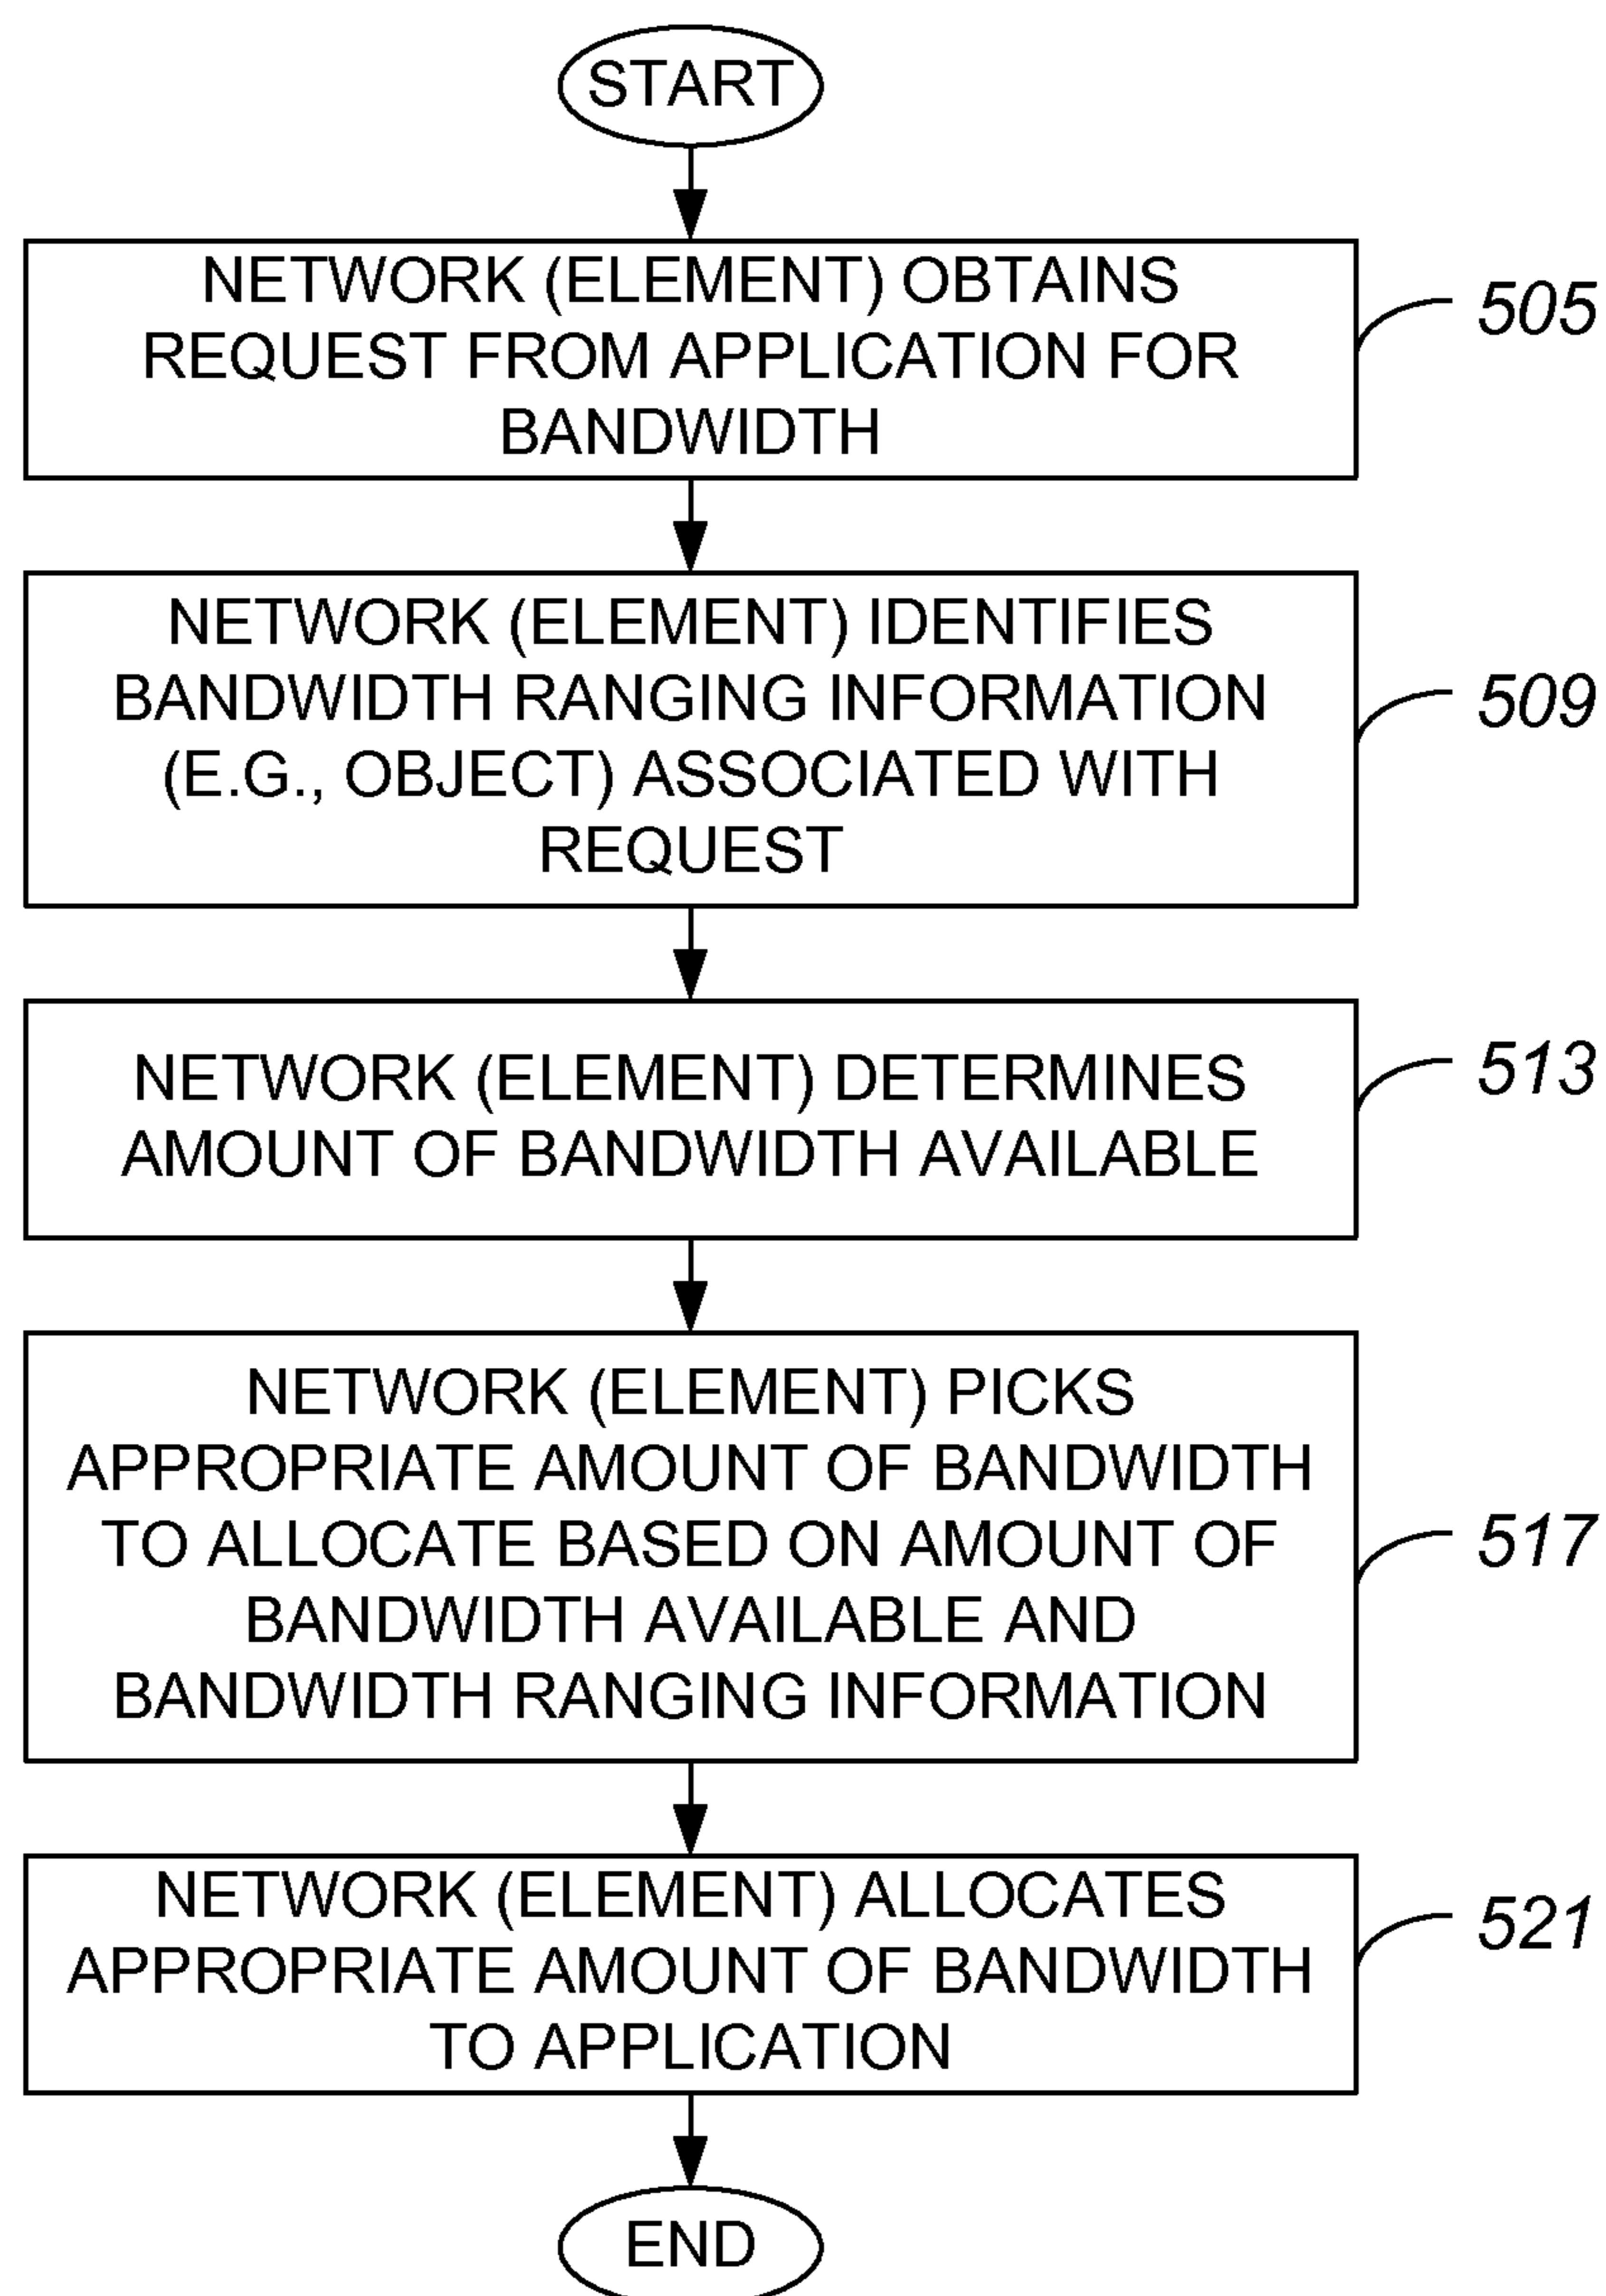 START
NETWORK (ELEMENT) OBTAINS
REQUEST FROM APPLICATION FOR
BANDWIDTH
505
NETWORK (ELEMENT) IDENTIFIES
BANDWIDTH RANGING INFORMATION
(E.G., OBJECT) ASSOCIATED WITH
REQUEST
509
NETWORK (ELEMENT) DETERMINES
AMOUNT OF BANDWIDTH AVAILABLE
513
NETWORK (ELEMENT) PICKS
APPROPRIATE AMOUNT OF BANDWIDTH
TO ALLOCATE BASED ON AMOUNT OF
BANDWIDTH AVAILABLE AND
BANDWIDTH RANGING INFORMATION
517
NETWORK (ELEMENT) ALLOCATES
APPROPRIATE AMOUNT OF BANDWIDTH
TO APPLICATION
521
END